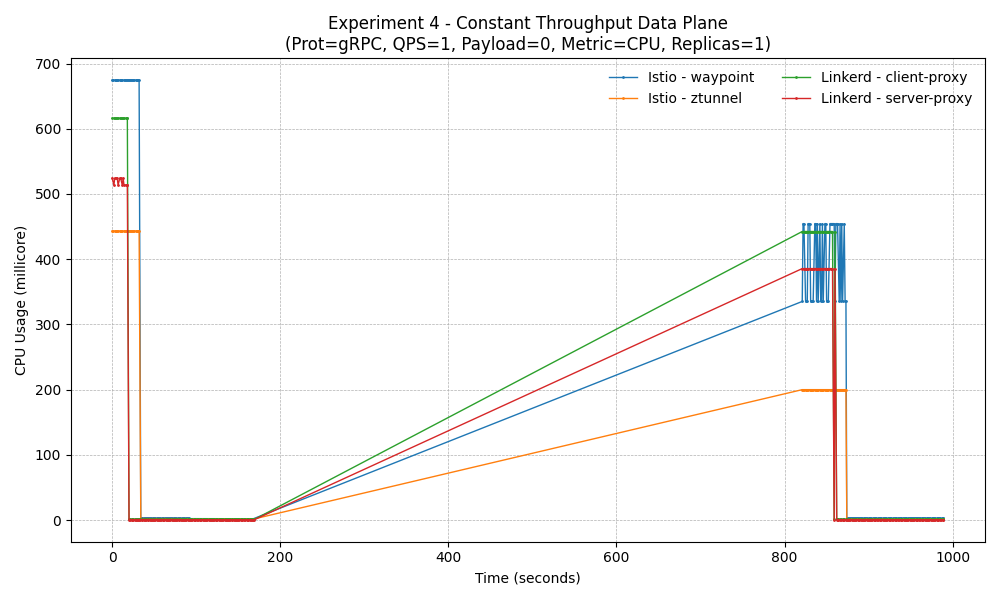 Experiment 4 - Constant Throughput Data Plane
(Prot=gRPC, QPS=1, Payload=0, Metric=CPU, Replicas=1)
Istio - waypoint
Istio - ztunnel
Linkerd - client-proxy
Linkerd - server-proxy
CPU Usage (millicore)
700
600
500
400
300
200
100
0
0 200 400 600 800 1000
Time (seconds)